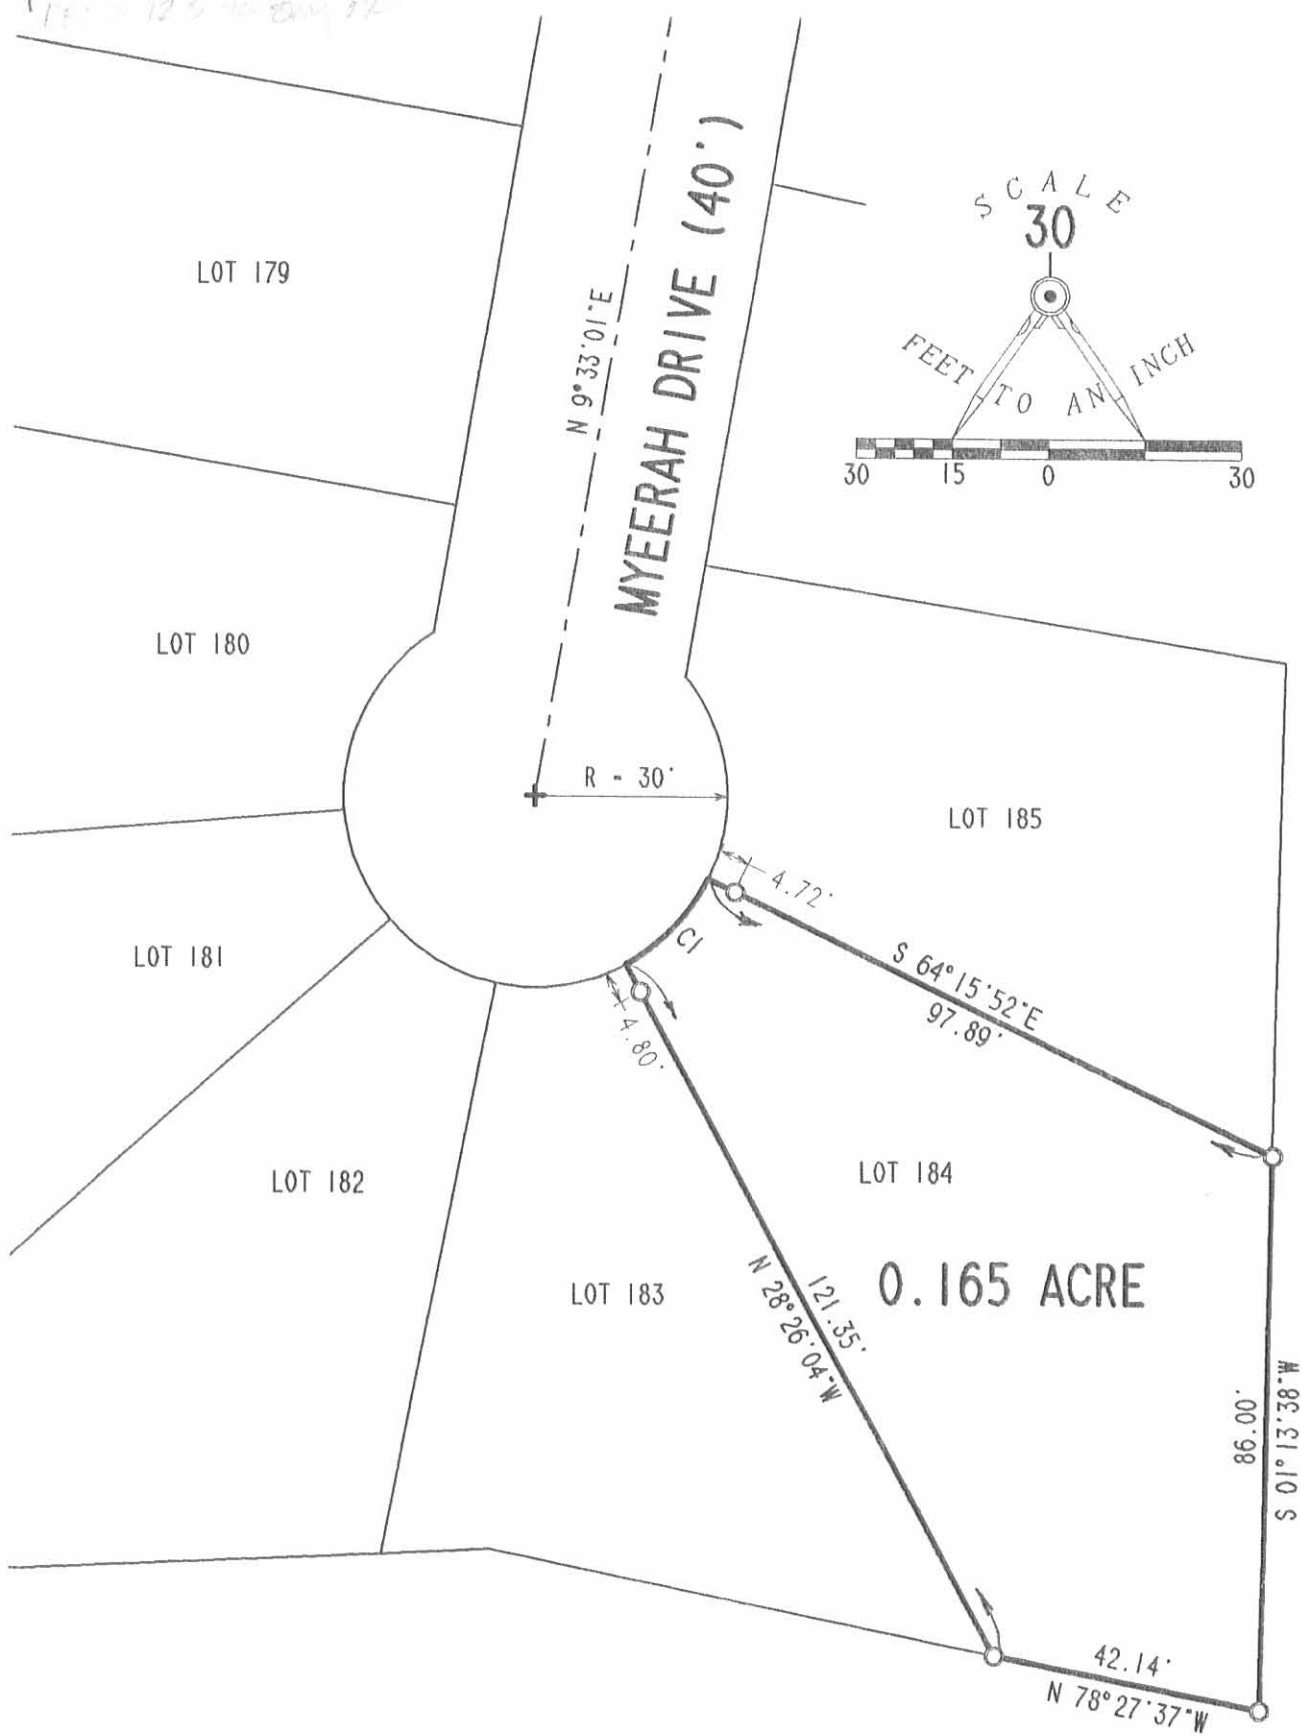 LOT 179
N 9°33'01"E
MYEERAH DRIVE (40')
SCALE
30
FEET TO AN INCH
30 15 0 30
LOT 180
R - 30'
LOT 185
4.72'
C1
LOT 181
S 64°15'52"E
97.89'
4.80'
LOT 182
LOT 184
0.165 ACRE
LOT 183
121.35'
N 28°26'04"W
86.00'
S 01°13'38"W
42.14'
N 78°27'37"W